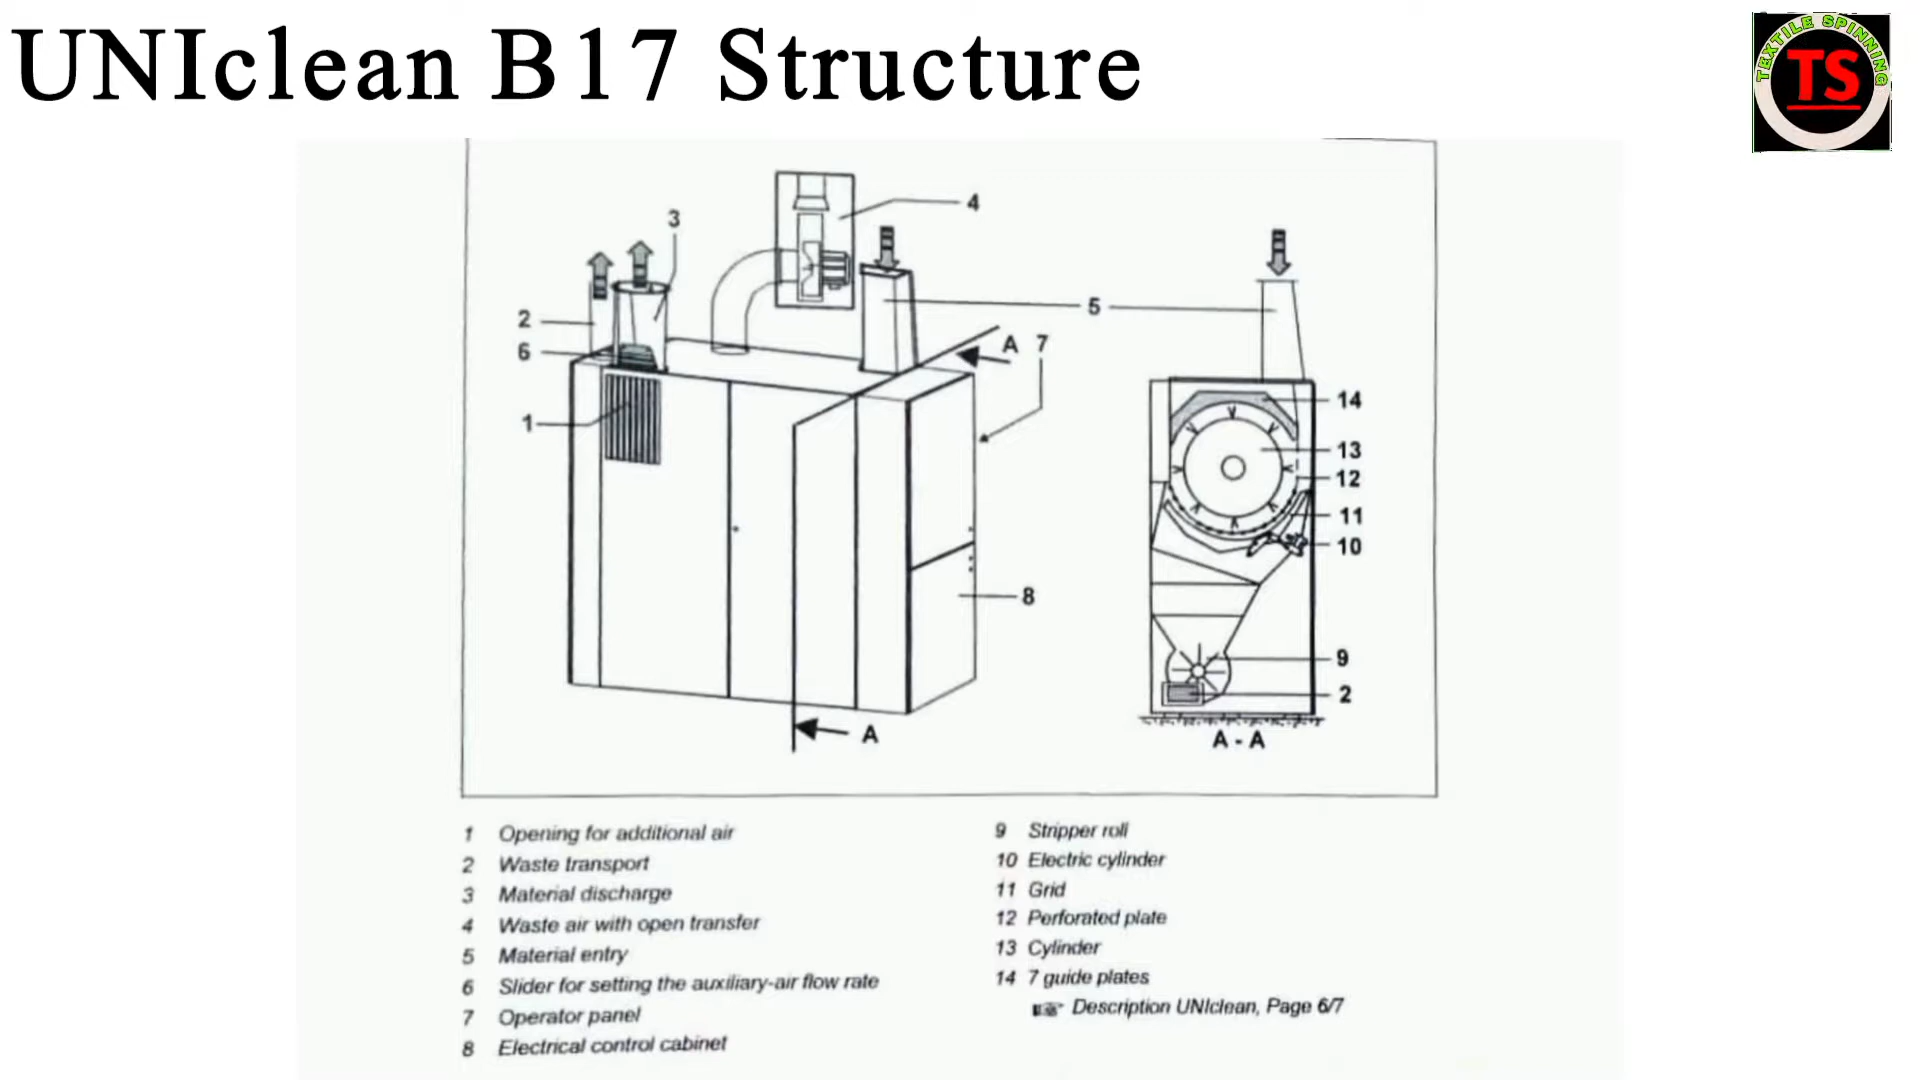 UNIclean B17 Structure
TEXTILE SPINNING
TS
3
4
2
5
6
A 7
1
14
13
12
11
10
8
9
2
A
A - A
1 Opening for additional air
2 Waste transport
3 Material discharge
4 Waste air with open transfer
5 Material entry
6 Slider for setting the auxiliary-air flow rate
7 Operator panel
8 Electrical control cabinet
9 Stripper roll
10 Electric cylinder
11 Grid
12 Perforated plate
13 Cylinder
14 7 guide plates
☞ Description UNIclean, Page 6/7